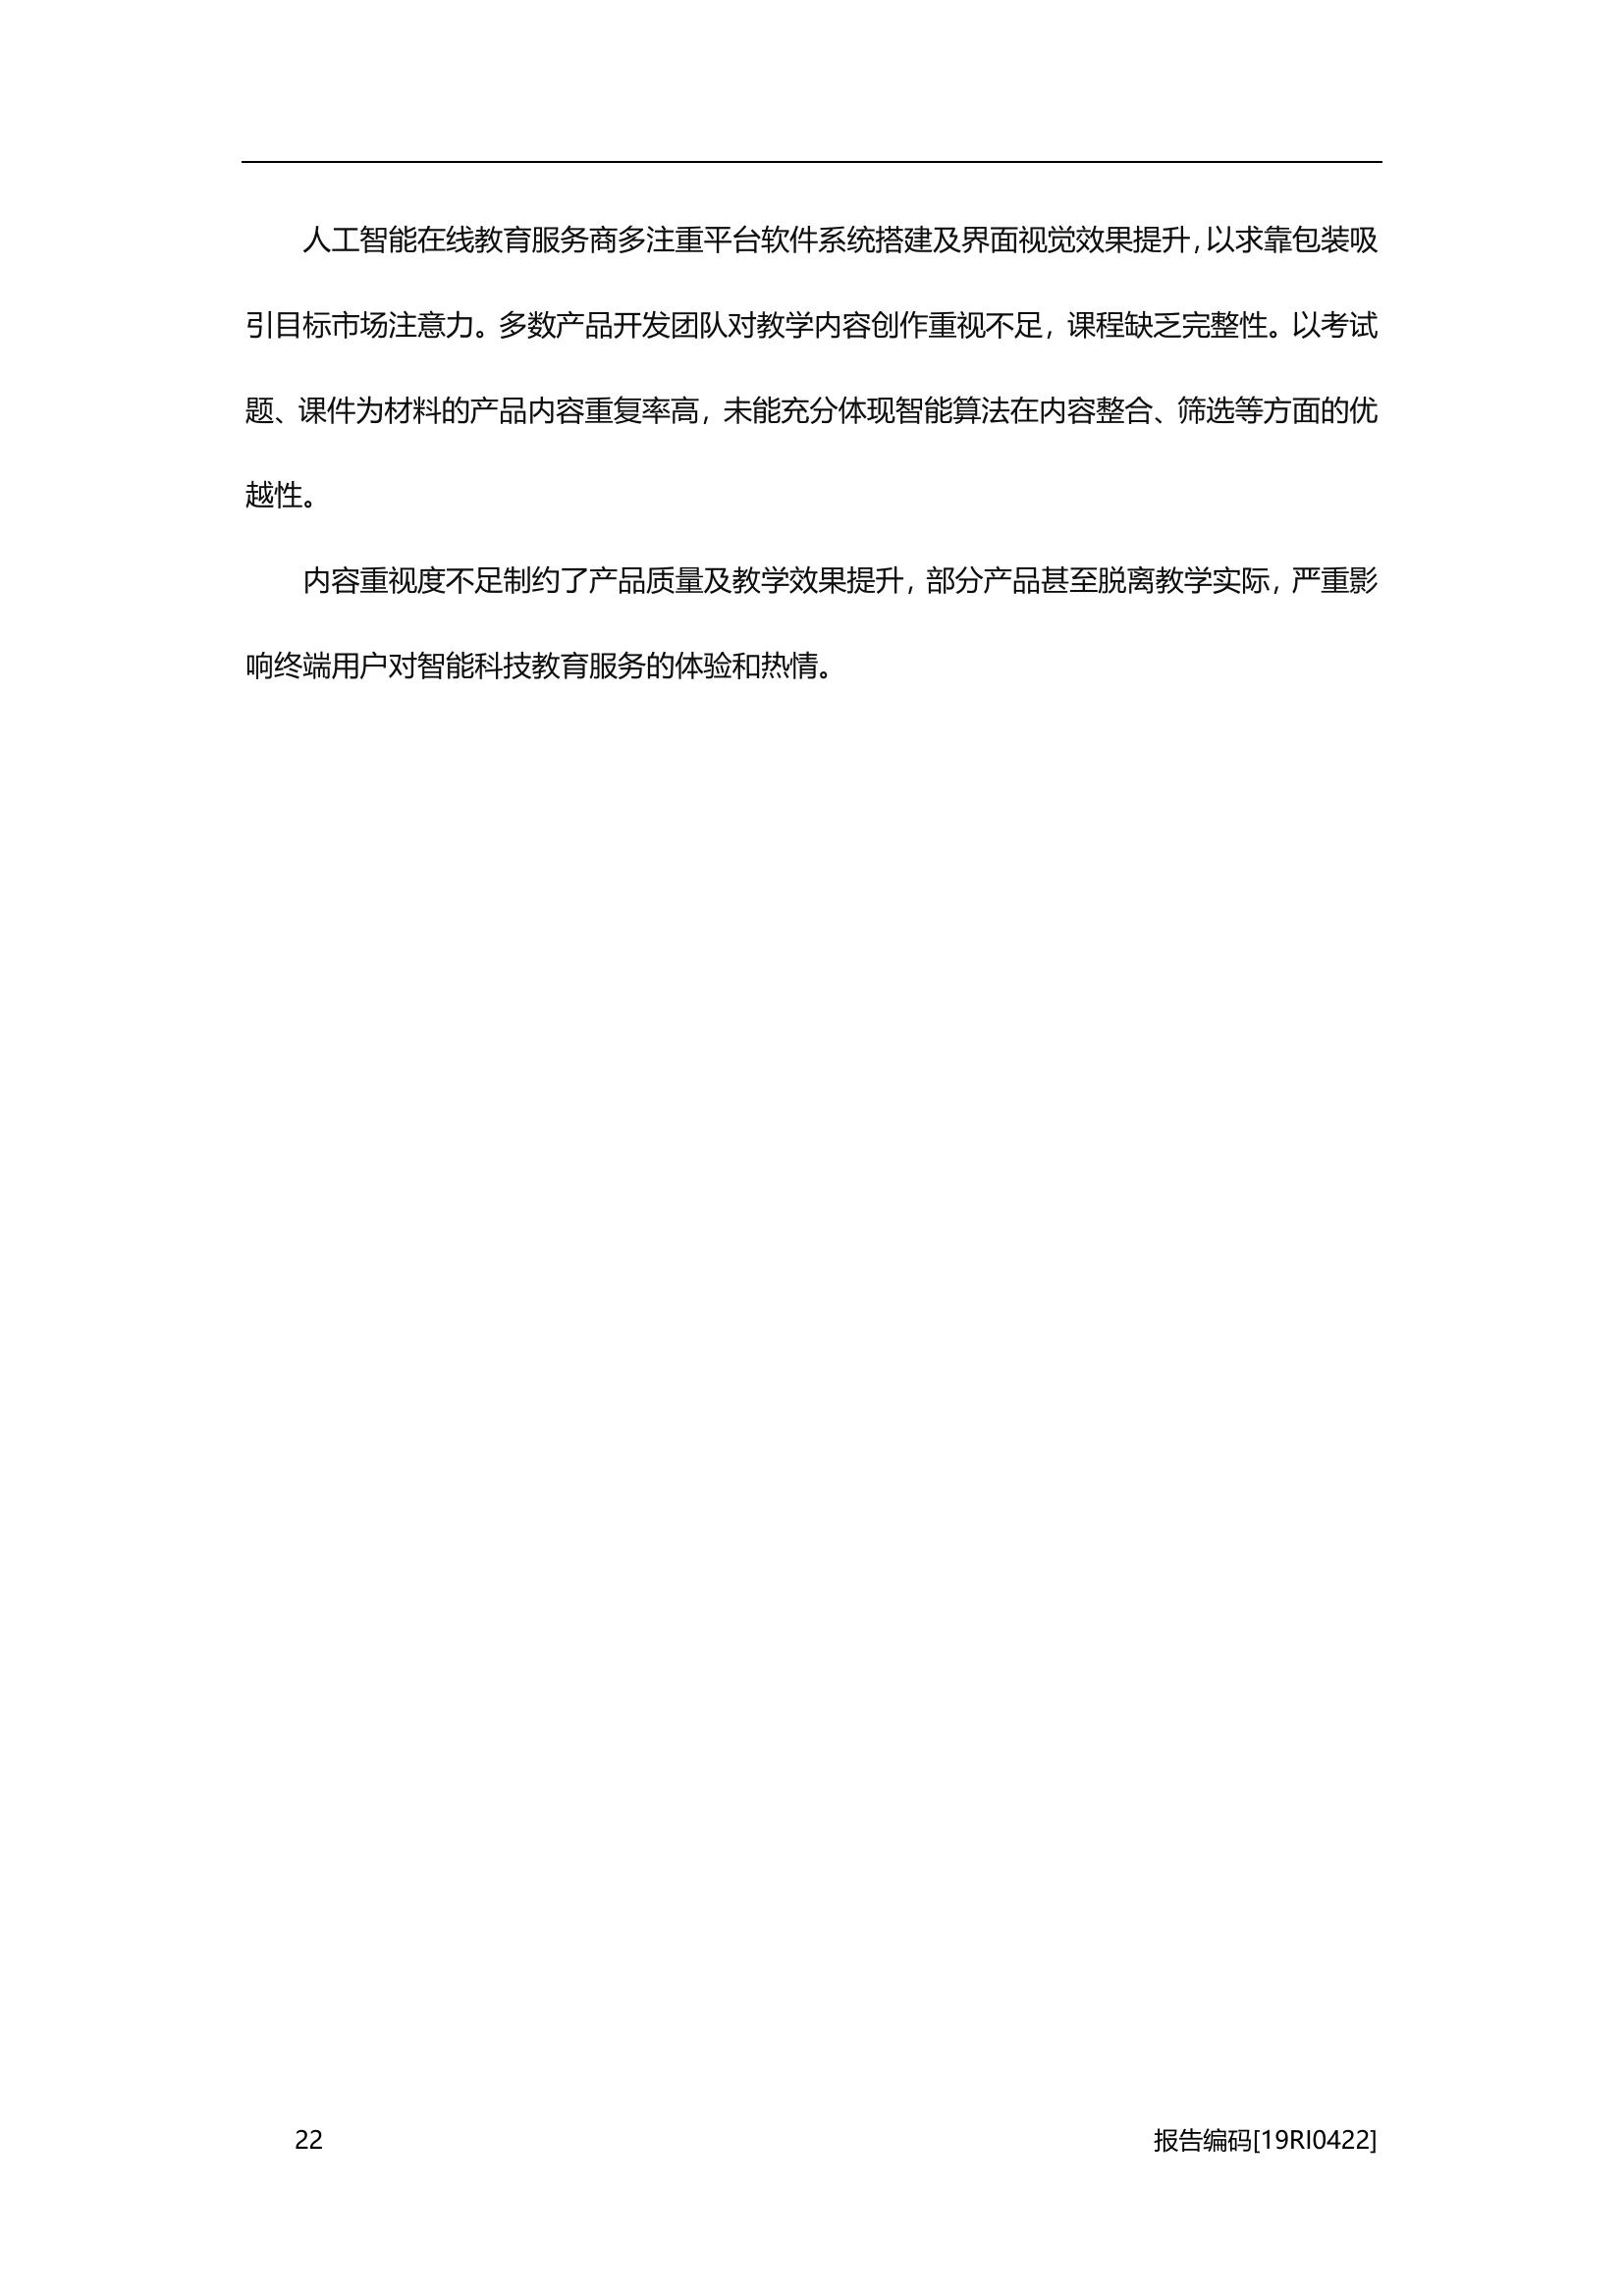 人工智能在线教育服务商多注重平台软件系统搭建及界面视觉效果提升，以求靠包装吸
引目标市场注意力。多数产品开发团队对教学内容创作重视不足，课程缺乏完整性。以考试
题、课件为材料的产品内容重复率高，未能充分体现智能算法在内容整合、筛选等方面的优
越性。
内容重视度不足制约了产品质量及教学效果提升，部分产品甚至脱离教学实际，严重影
响终端用户对智能科技教育服务的体验和热情。
22
报告编码[19RI0422]